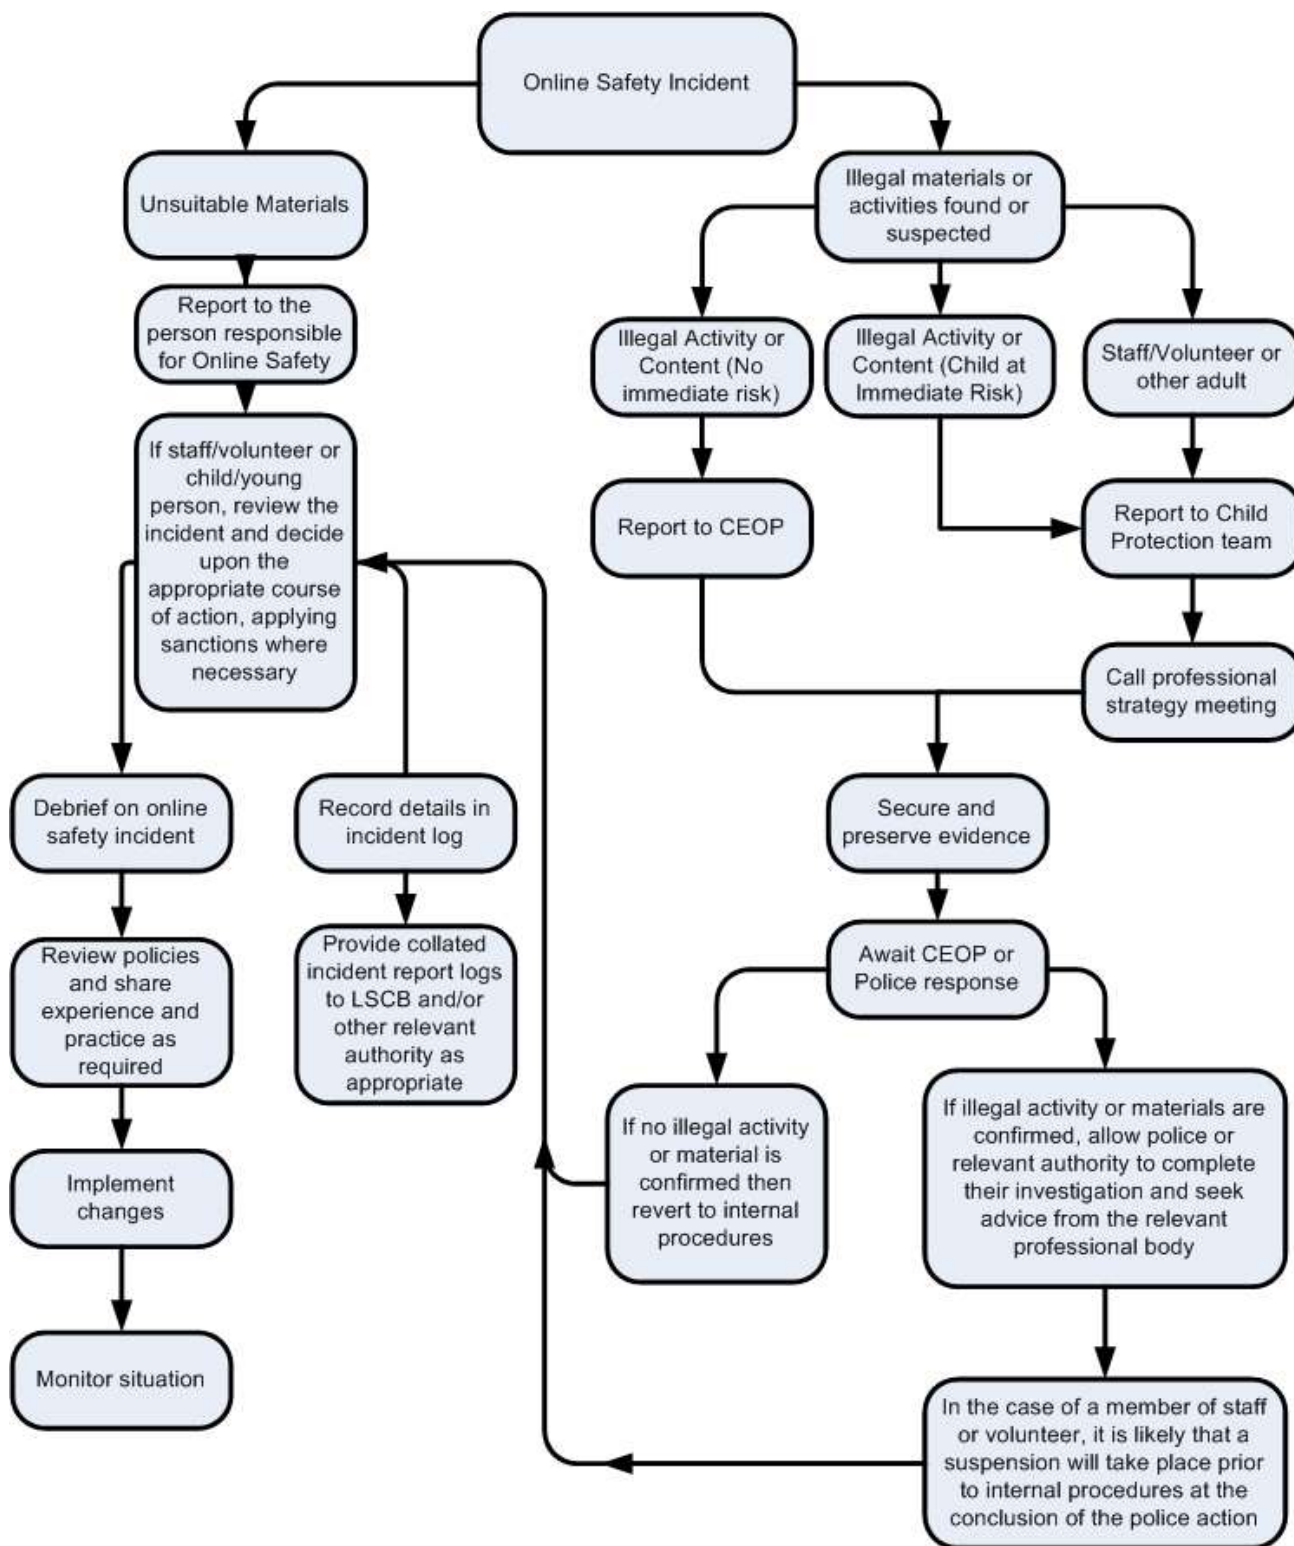 Online Safety Incident
Unsuitable Materials
Illegal materials or
activities found or
suspected
Report to the
person responsible
for Online Safety
Illegal Activity or
Content (No
immediate risk)
Illegal Activity or
Content (Child at
Immediate Risk)
Staff/Volunteer or
other adult
If staff/volunteer or
child/young
person, review the
incident and decide
upon the
appropriate course
of action, applying
sanctions where
necessary
Report to CEOP
Report to Child
Protection team
Call professional
strategy meeting
Debrief on online
safety incident
Record details in
incident log
Secure and
preserve evidence
Review policies
and share
experience and
practice as
required
Provide collated
incident report logs
to LSCB and/or
other relevant
authority as
appropriate
Await CEOP or
Police response
If no illegal activity
or material is
confirmed then
revert to internal
procedures
If illegal activity or materials are
confirmed, allow police or
relevant authority to complete
their investigation and seek
advice from the relevant
professional body
Implement
changes
Monitor situation
In the case of a member of staff
or volunteer, it is likely that a
suspension will take place prior
to internal procedures at the
conclusion of the police action